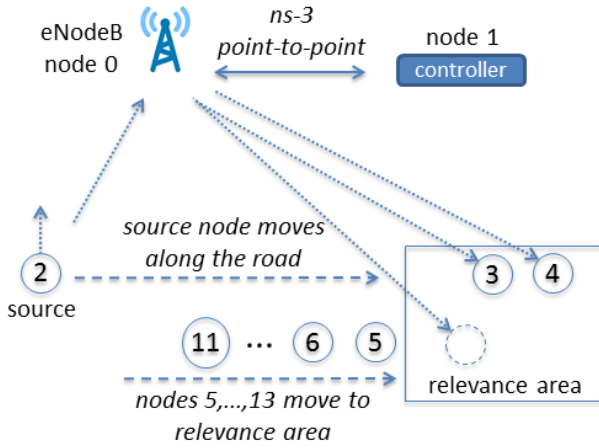 eNodeB
node 0
ns-3
point-to-point
node 1
controller
source node moves
along the road
2
source
3
4
11
...
6
5
relevance area
nodes 5,...,13 move to
relevance area